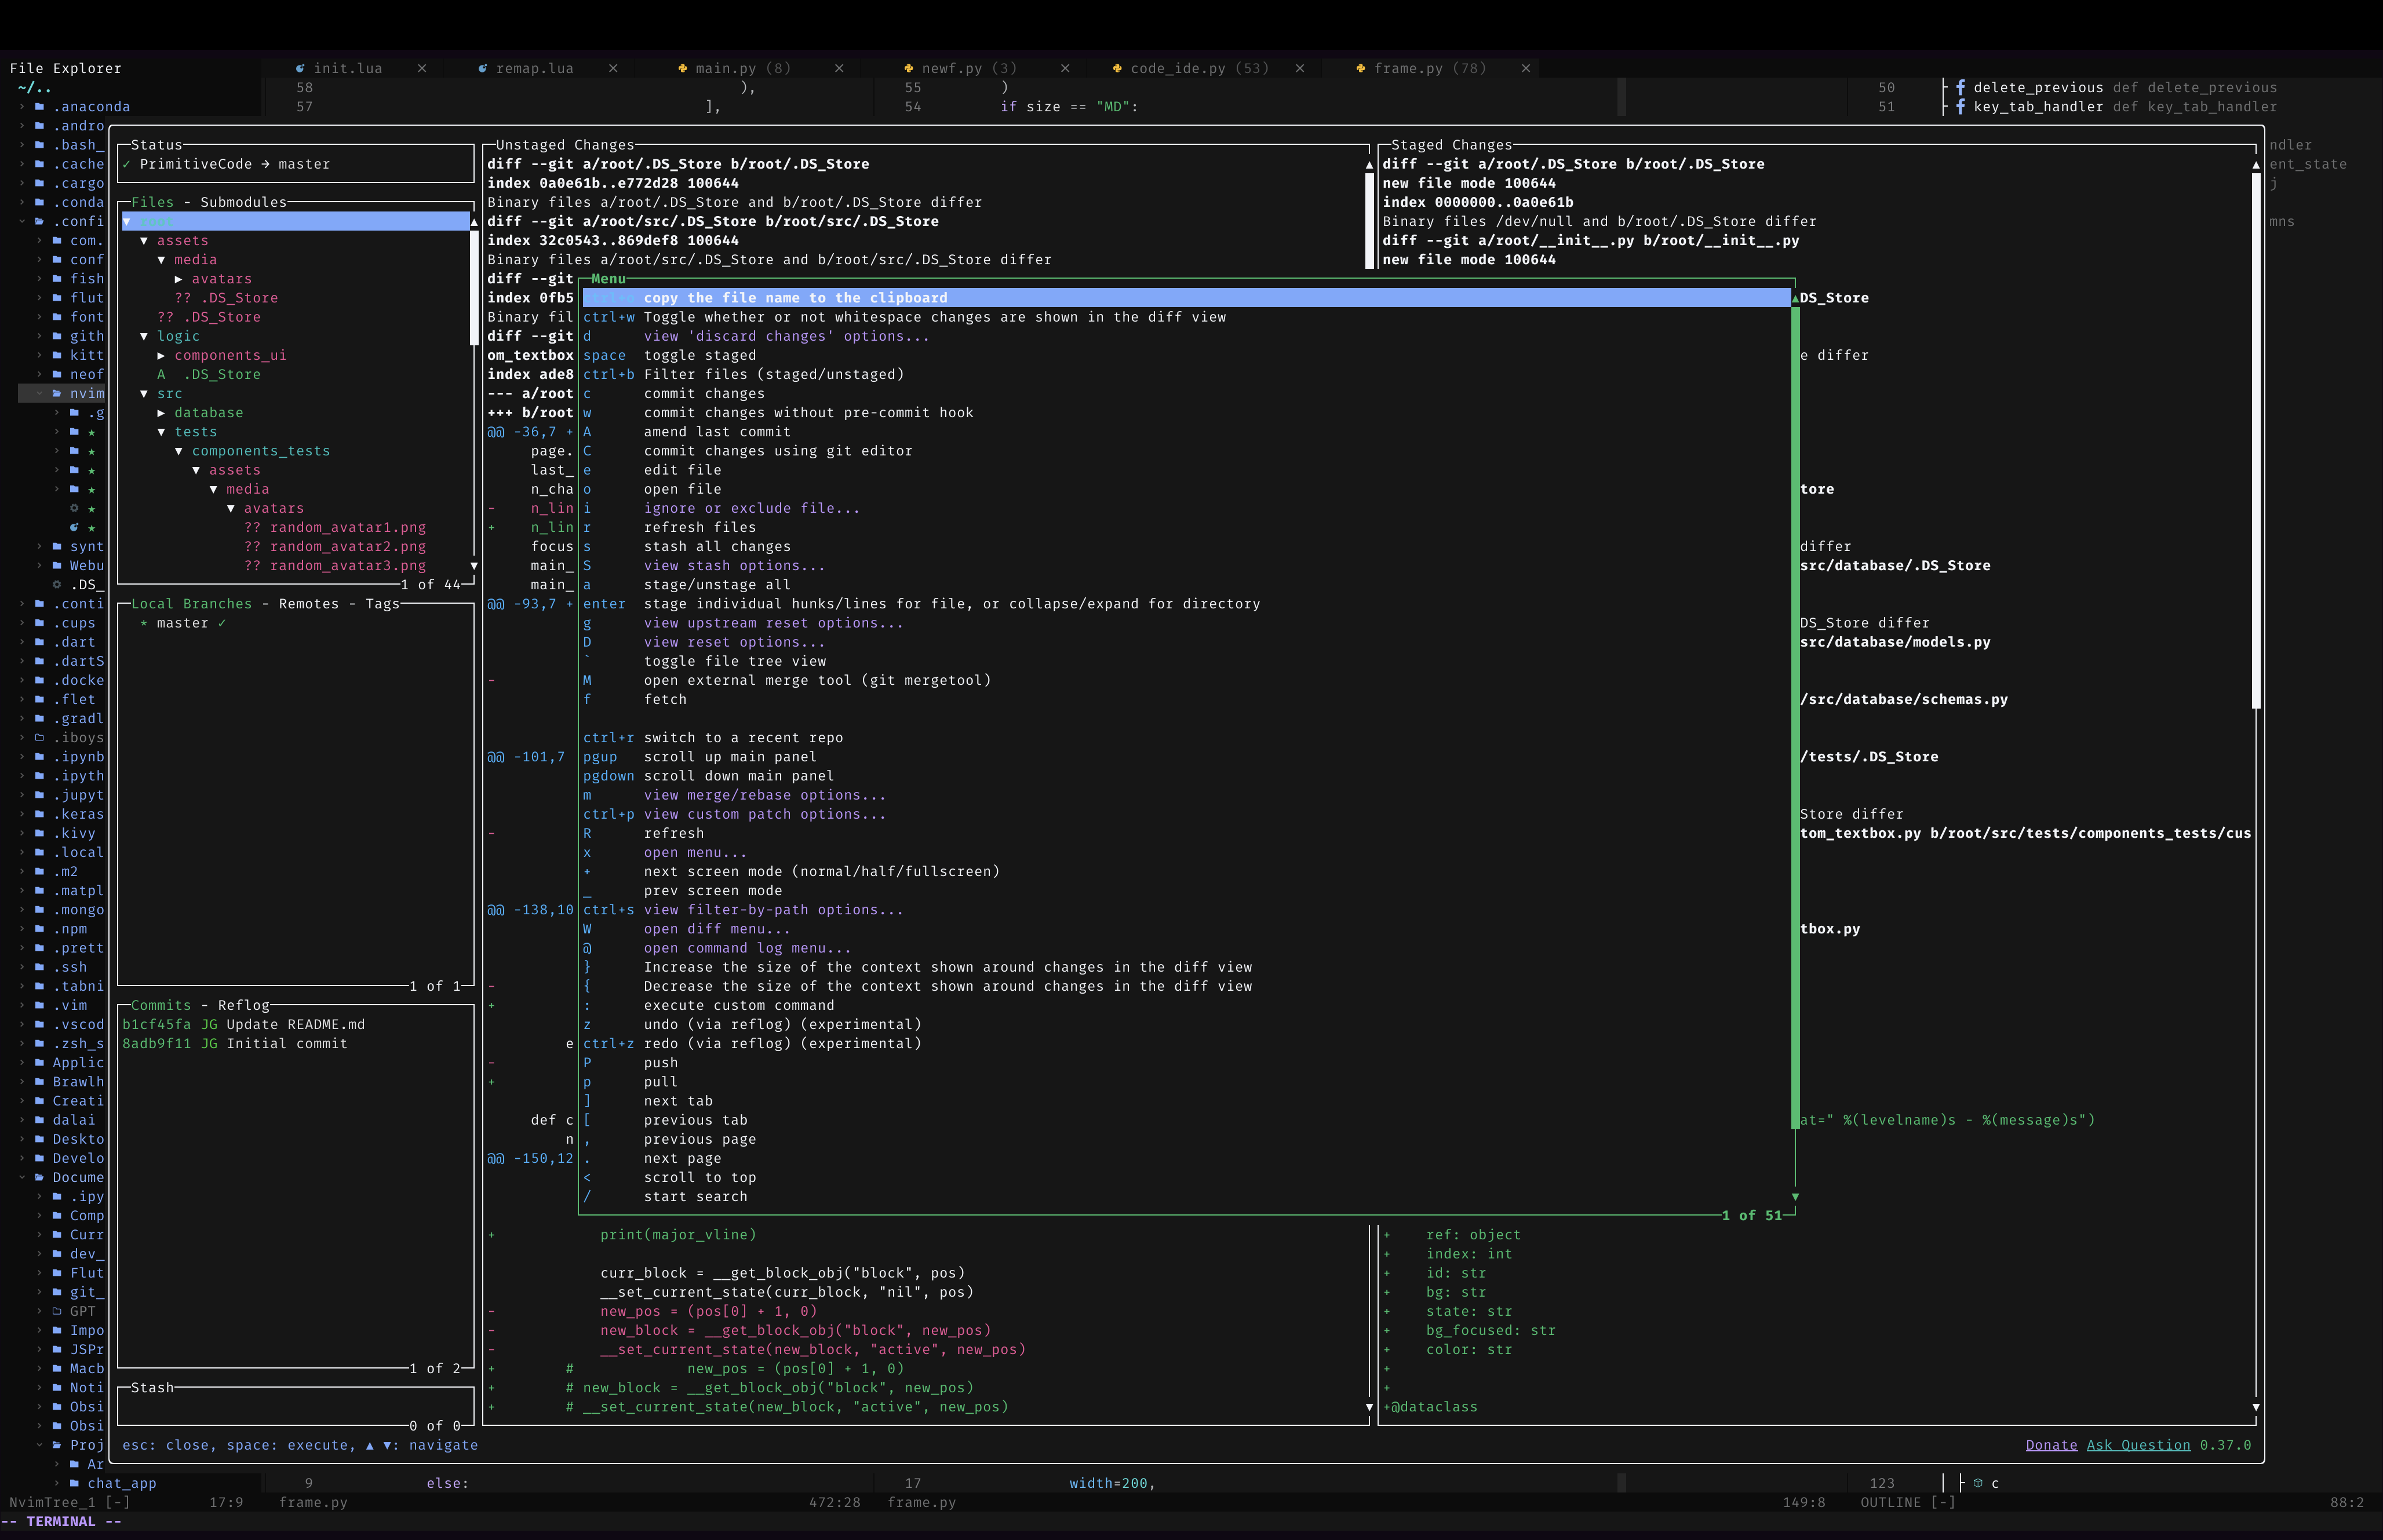 File Explorer
init.lua × remap.lua × main.py (8) × newf.py (3) × code_ide.py (53) × frame.py (78) ×
~/..
.anaconda
.andro
.bash_
.cache
.cargo
.conda
.confi
com.
conf
fish
flut
font
gith
kitt
neof
nvim
.g
synt
Webu
.DS_
.conti
.cups
.dart
.dartS
.docke
.flet
.gradl
.iboys
.ipynb
.ipyth
.jupyt
.keras
.kivy
.local
.m2
.matpl
.mongo
.npm
.prett
.ssh
.tabni
.vim
.vscod
.zsh_s
Applic
Brawlh
Creati
dalai
Deskto
Develo
Docume
.ipy
Comp
Curr
dev_
Flut
git_
GPT
Impo
JSPr
Macb
Noti
Obsi
Obsi
Proj
Ar
chat_app
58 ),
57 ],
55 )
54 if size == "MD":
50 delete_previous def delete_previous
51 key_tab_handler def key_tab_handler
ndler
ent_state
j
mns
Status
✓ PrimitiveCode → master
Files - Submodules
▼
▼ assets
▼ media
▶ avatars
?? .DS_Store
?? .DS_Store
▼ logic
▶ components_ui
A .DS_Store
▼ src
▶ database
▼ tests
▼ components_tests
▼ assets
▼ media
▼ avatars
?? random_avatar1.png
?? random_avatar2.png
?? random_avatar3.png
1 of 44
Local Branches - Remotes - Tags
* master ✓
1 of 1
Commits - Reflog
b1cf45fa JG Update README.md
8adb9f11 JG Initial commit
1 of 2
Stash
0 of 0
Unstaged Changes
diff --git a/root/.DS_Store b/root/.DS_Store
index 0a0e61b..e772d28 100644
Binary files a/root/.DS_Store and b/root/.DS_Store differ
diff --git a/root/src/.DS_Store b/root/src/.DS_Store
index 32c0543..869def8 100644
Binary files a/root/src/.DS_Store and b/root/src/.DS_Store differ
diff --git
index 0fb5
Binary fil
diff --git
om_textbox
index ade8
--- a/root
+++ b/root
@@ -36,7 +
page.
last_
n_cha
- n_lin
+ n_lin
focus
main_
main_
@@ -93,7 +
-
@@ -101,7
-
@@ -138,10
-
+
e
-
+
def c
n
@@ -150,12
+ print(major_vline)
curr_block = __get_block_obj("block", pos)
__set_current_state(curr_block, "nil", pos)
- new_pos = (pos[0] + 1, 0)
- new_block = __get_block_obj("block", new_pos)
- __set_current_state(new_block, "active", new_pos)
+ # new_pos = (pos[0] + 1, 0)
+ # new_block = __get_block_obj("block", new_pos)
+ # __set_current_state(new_block, "active", new_pos)
Staged Changes
diff --git a/root/.DS_Store b/root/.DS_Store
new file mode 100644
index 0000000..0a0e61b
Binary files /dev/null and b/root/.DS_Store differ
diff --git a/root/__init__.py b/root/__init__.py
new file mode 100644
DS_Store
e differ
tore
differ
src/database/.DS_Store
DS_Store differ
src/database/models.py
/src/database/schemas.py
/tests/.DS_Store
Store differ
tom_textbox.py b/root/src/tests/components_tests/cus
tbox.py
at=" %(levelname)s - %(message)s")
+ ref: object
+ index: int
+ id: str
+ bg: str
+ state: str
+ bg_focused: str
+ color: str
+
+
+@dataclass
Menu
copy the file name to the clipboard
ctrl+w Toggle whether or not whitespace changes are shown in the diff view
d view 'discard changes' options...
space toggle staged
ctrl+b Filter files (staged/unstaged)
c commit changes
w commit changes without pre-commit hook
A amend last commit
C commit changes using git editor
e edit file
o open file
i ignore or exclude file...
r refresh files
s stash all changes
S view stash options...
a stage/unstage all
enter stage individual hunks/lines for file, or collapse/expand for directory
g view upstream reset options...
D view reset options...
` toggle file tree view
M open external merge tool (git mergetool)
f fetch
ctrl+r switch to a recent repo
pgup scroll up main panel
pgdown scroll down main panel
m view merge/rebase options...
ctrl+p view custom patch options...
R refresh
x open menu...
+ next screen mode (normal/half/fullscreen)
_ prev screen mode
ctrl+s view filter-by-path options...
W open diff menu...
@ open command log menu...
} Increase the size of the context shown around changes in the diff view
{ Decrease the size of the context shown around changes in the diff view
: execute custom command
z undo (via reflog) (experimental)
ctrl+z redo (via reflog) (experimental)
P push
p pull
] next tab
[ previous tab
, previous page
. next page
< scroll to top
/ start search
1 of 51
esc: close, space: execute, ▲ ▼: navigate
Donate Ask Question 0.37.0
9 else:
17 width=200,
123 c
NvimTree_1 [-] 17:9 frame.py 472:28 frame.py 149:8 OUTLINE [-] 88:2
-- TERMINAL --